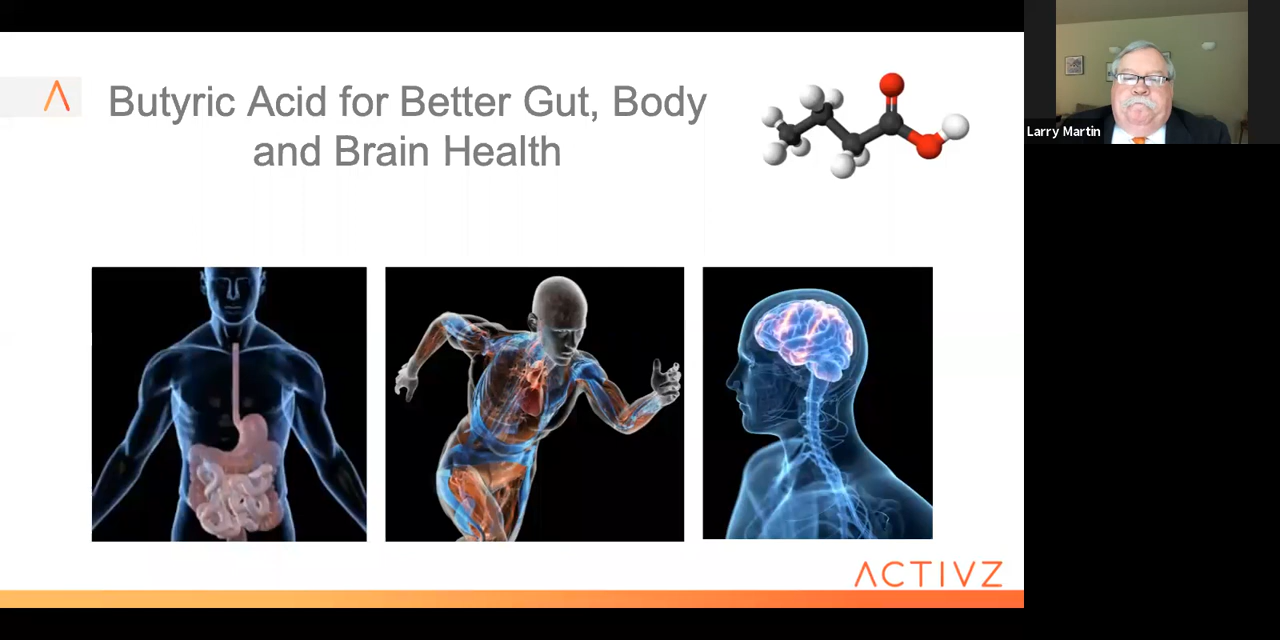 Butyric Acid for Better Gut, Body
and Brain Health
Larry Martin
ACTIVZ